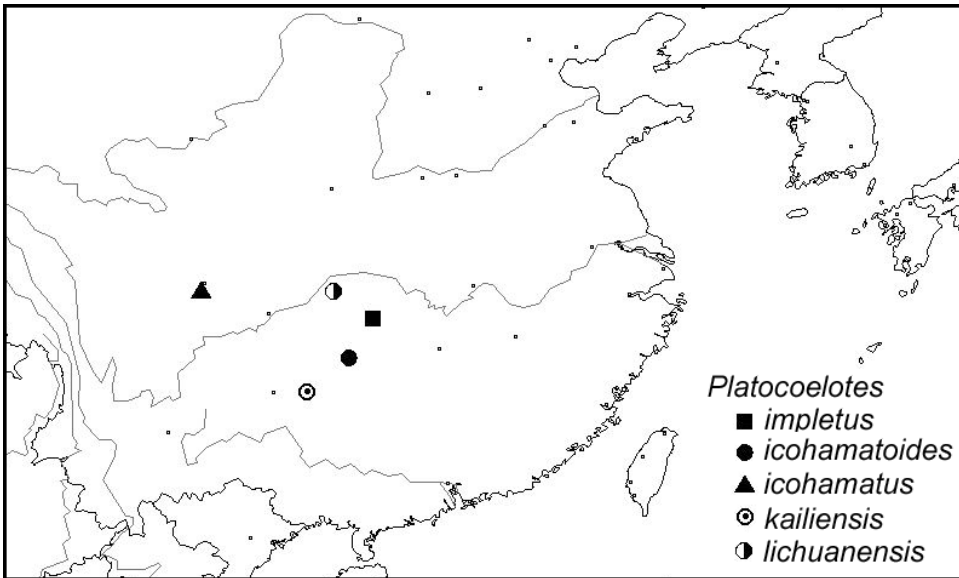 Platocoelotes
impletus
icohamatoides
icohamatus
kailiensis
lichuanensis